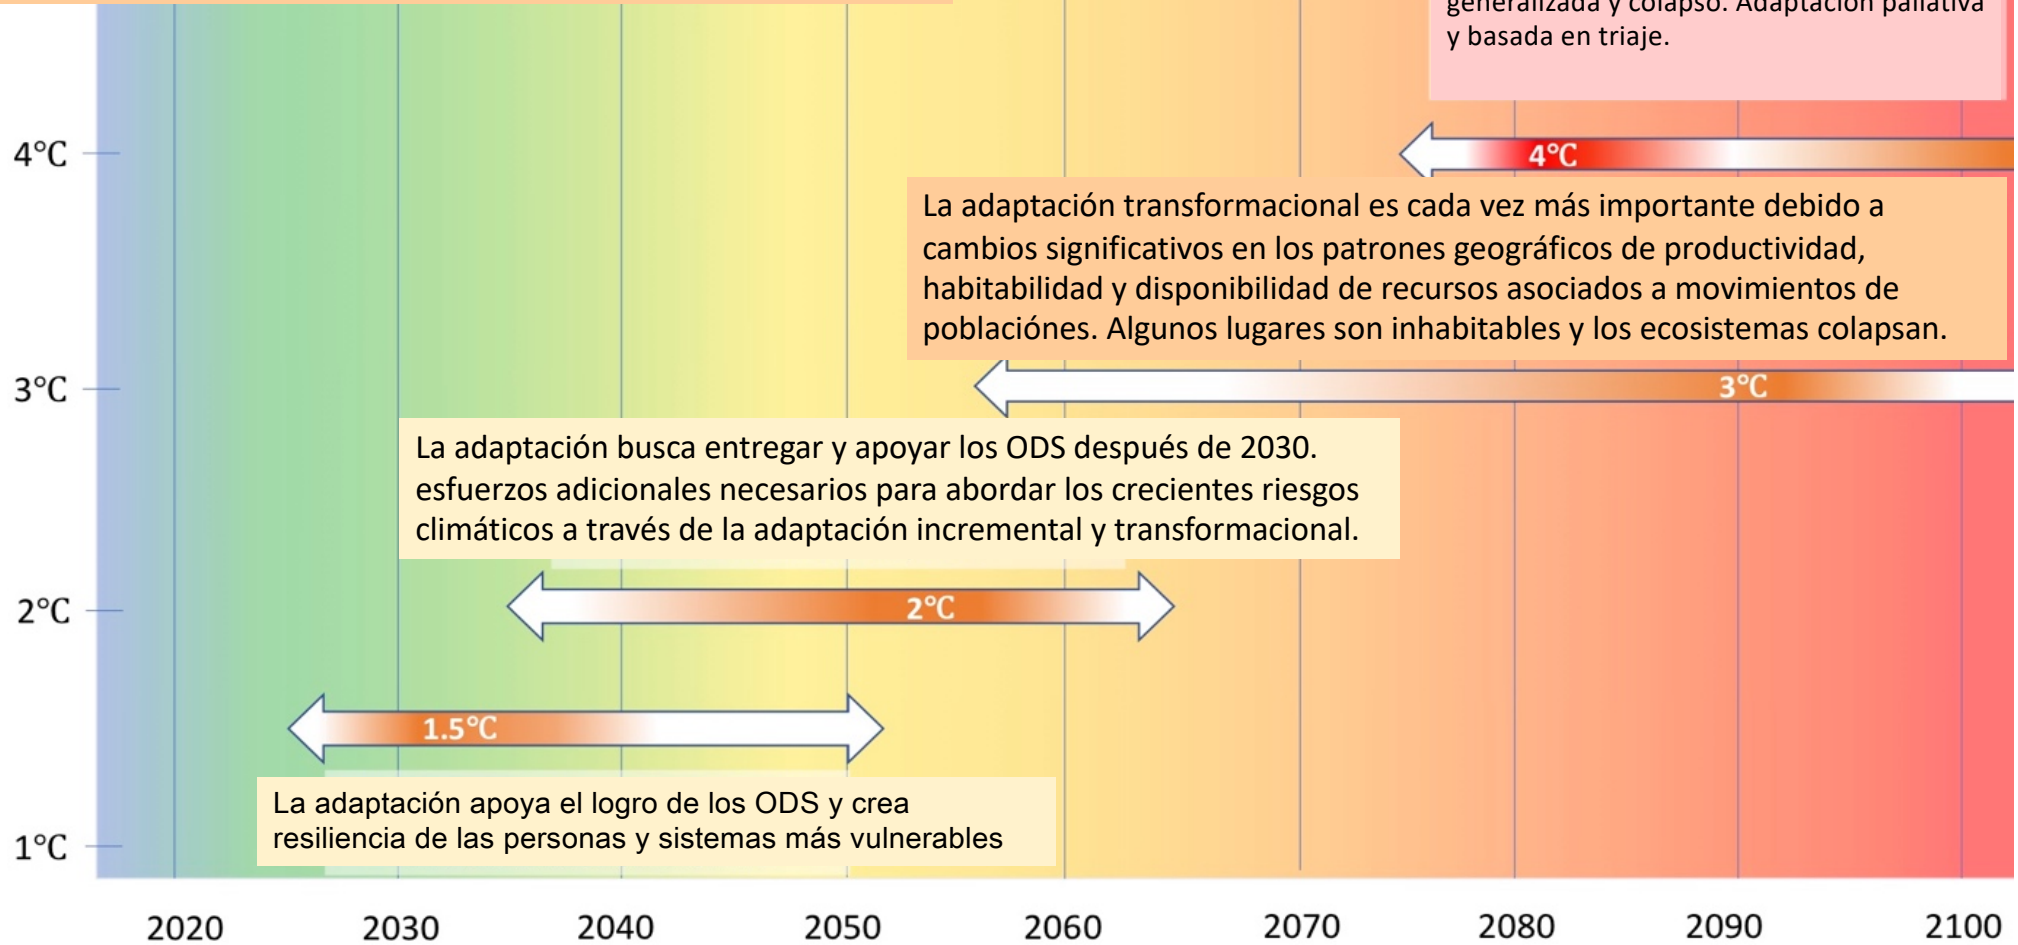 generalizada y colapso. Adaptación paliativa
y basada en triaje.
4°C
4°C
La adaptación transformacional es cada vez más importante debido a
cambios significativos en los patrones geográficos de productividad,
habitabilidad y disponibilidad de recursos asociados a movimientos de
poblaciónes. Algunos lugares son inhabitables y los ecosistemas colapsan.
3°C
3°C
La adaptación busca entregar y apoyar los ODS después de 2030.
esfuerzos adicionales necesarios para abordar los crecientes riesgos
climáticos a través de la adaptación incremental y transformacional.
2°C
2°C
1.5°C
La adaptación apoya el logro de los ODS y crea
resiliencia de las personas y sistemas más vulnerables
1°C
2020 2030 2040 2050 2060 2070 2080 2090 2100